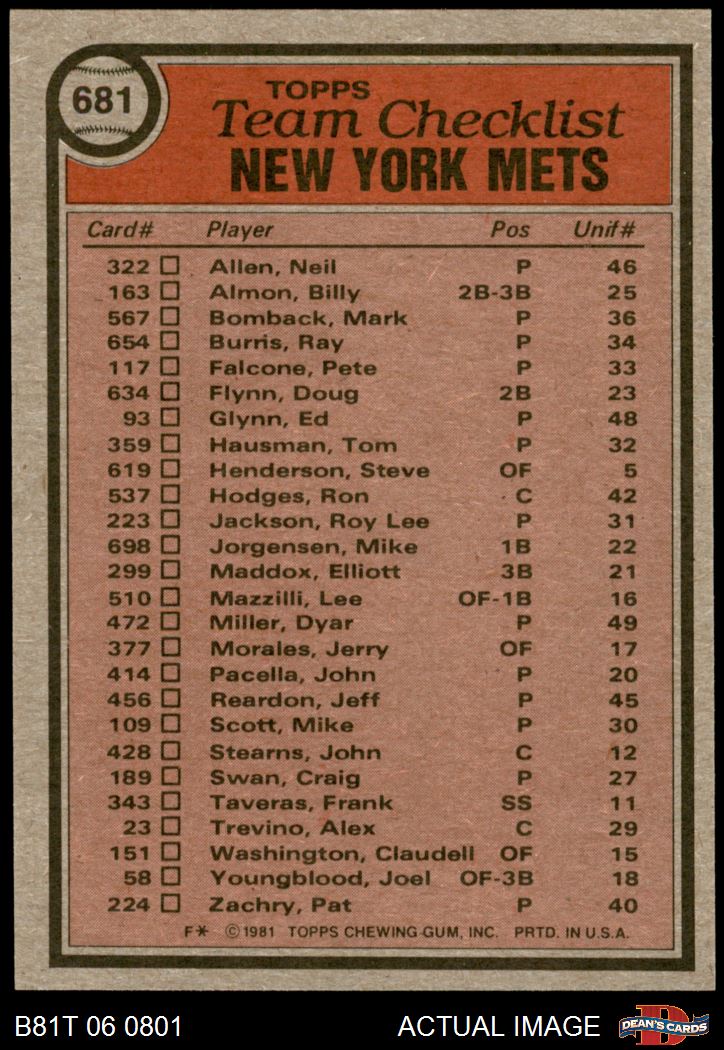 681
TOPPS
Team Checklist
NEW YORK METS
Card# Player Pos Unif#
322 Allen, Neil P 46
163 Almon, Billy 2B-3B 25
567 Bomback, Mark P 36
654 Burris, Ray P 34
117 Falcone, Pete P 33
634 Flynn, Doug 2B 23
93 Glynn, Ed P 48
359 Hausman, Tom P 32
619 Henderson, Steve OF 5
537 Hodges, Ron C 42
223 Jackson, Roy Lee P 31
698 Jorgensen, Mike 1B 22
299 Maddox, Elliott 3B 21
510 Mazzilli, Lee OF-1B 16
472 Miller, Dyar P 49
377 Morales, Jerry OF 17
414 Pacella, John P 20
456 Reardon, Jeff P 45
109 Scott, Mike P 30
428 Stearns, John C 12
189 Swan, Craig P 27
343 Taveras, Frank SS 11
23 Trevino, Alex C 29
151 Washington, Claudell OF 15
58 Youngblood, Joel OF-3B 18
224 Zachry, Pat P 40
F* © 1981 TOPPS CHEWING GUM, INC. PRTD. IN U.S.A.
B81T 06 0801 ACTUAL IMAGE D DEAN'S CARDS